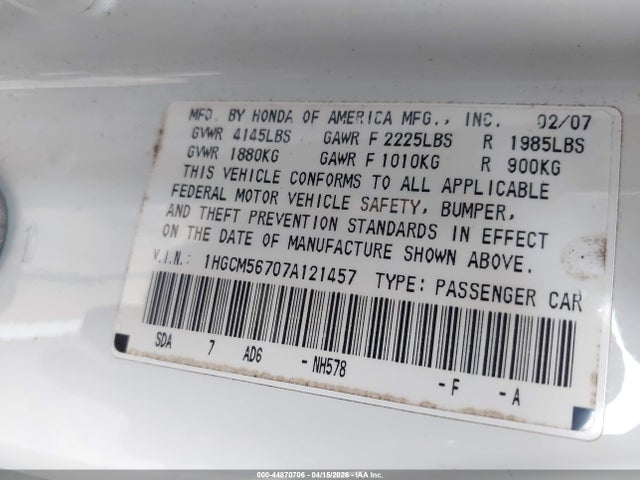 MFD. BY HONDA OF AMERICA MFG., INC. 02/07
GVWR 4145LBS GAWR F 2225LBS R 1985LBS
GVWR 1880KG GAWR F 1010KG R 900KG
THIS VEHICLE CONFORMS TO ALL APPLICABLE
FEDERAL MOTOR VEHICLE SAFETY, BUMPER,
AND THEFT PREVENTION STANDARDS IN EFFECT
ON THE DATE OF MANUFACTURE SHOWN ABOVE.
V.I.N.: 1HGCM56707A121457 TYPE: PASSENGER CAR
SDA 7 AD6 -NH578 -F -A
000-44870706 - 04/15/2026 - IAA Inc.